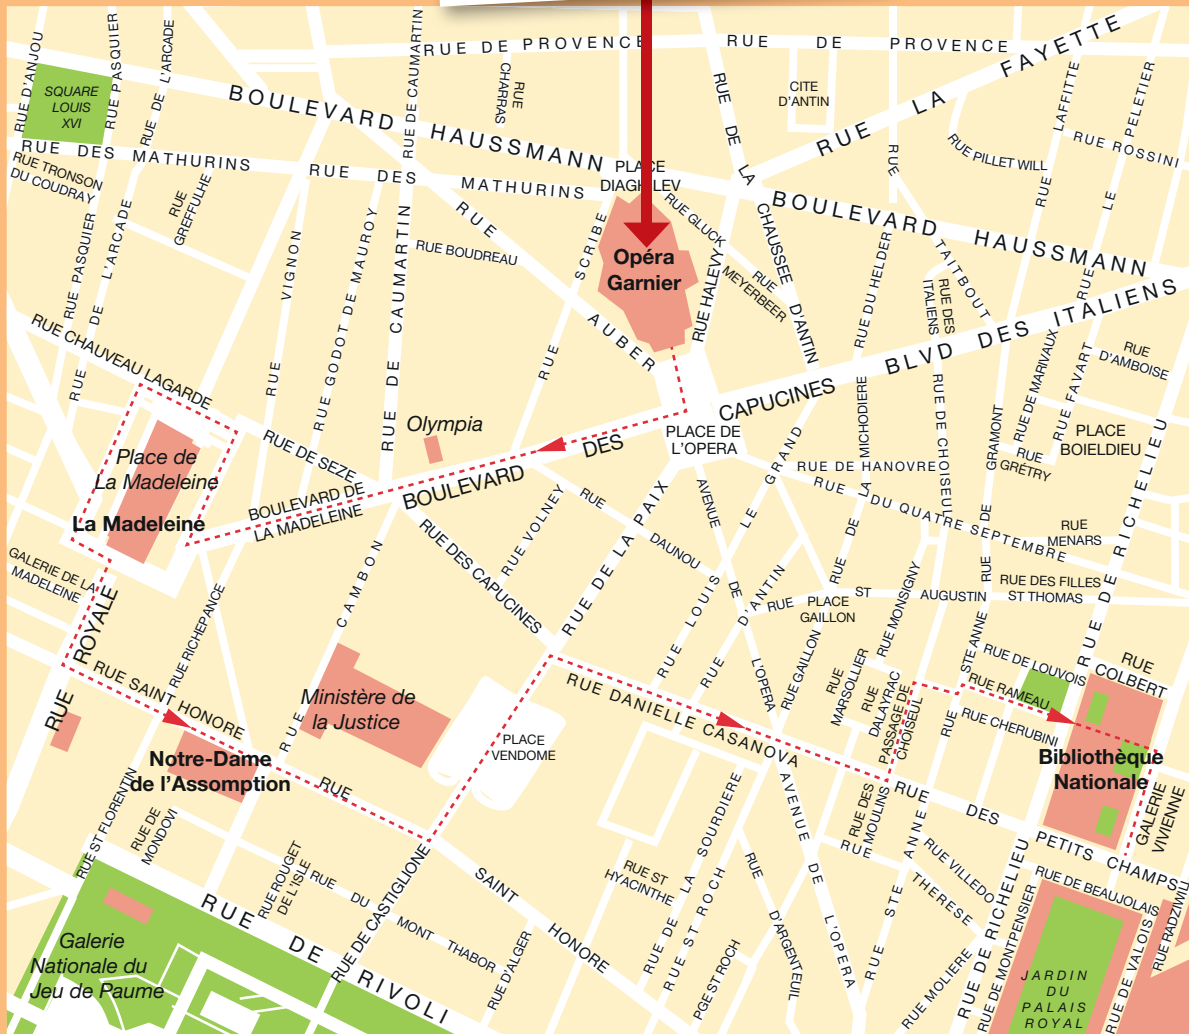 RUE DE PROVENCE
RUE DE PROVENCE
RUE LA FAYETTE
RUE D'ANJOU
RUE PASQUIER
RUE DE L'ARCADE
RUE DE CAUMARTIN
RUE
CHARRAS
CITE
D'ANTIN
SQUARE
LOUIS
XVI
BOULEVARD HAUSSMANN
RUE DE LA CHAUSSEE D'ANTIN
RUE LAFFITTE
RUE LE PELETIER
RUE ROSSINI
RUE PILLET WILL
RUE DES MATHURINS
RUE DES MATHURINS
RUE TRONSON
DU COUDRAY
RUE
GREFFULHE
PLACE
DIAGHILEV
RUE GLUCK
BOULEVARD HAUSSMANN
RUE TAITBOUT
RUE PASQUIER
RUE DE L'ARCADE
RUE VIGNON
RUE GODOT DE MAUROY
RUE DE CAUMARTIN
RUE AUBER
RUE BOUDREAU
RUE SCRIBE
Opéra
Garnier
RUE HALEVY
RUE
MEYERBEER
RUE DU HELDER
RUE DES
ITALIENS
BLVD DES ITALIENS
RUE CHAUVEAU LAGARDE
RUE DE SEZE
Olympia
BOULEVARD DES CAPUCINES
PLACE DE
L'OPERA
RUE DE LA MICHODIERE
RUE DE CHOISEUL
RUE DE GRAMONT
RUE DE MARIVAUX
RUE FAVART
RUE
D'AMBOISE
PLACE
BOIELDIEU
RUE
GRÉTRY
RUE DE RICHELIEU
Place de
La Madeleine
La Madeleine
BOULEVARD DE
LA MADELEINE
RUE DE HANOVRE
RUE DU QUATRE SEPTEMBRE
RUE
MENARS
GALERIE DE LA
MADELEINE
RUE ROYALE
RUE RICHEPANCE
RUE CAMBON
RUE DES CAPUCINES
RUE VOLNEY
RUE DAUNOU
RUE DE LA PAIX
AVENUE DE L'OPERA
RUE LOUIS LE GRAND
RUE D'ANTIN
RUE ST AUGUSTIN
PLACE
GAILLON
RUE GAILLON
RUE MONSIGNY
RUE DES FILLES
ST THOMAS
RUE STE ANNE
RUE DE LOUVOIS
RUE
COLBERT
RUE RAMEAU
RUE CHERUBINI
RUE
MARSOLLIER
RUE
DALAYRAC
PASSAGE DE
CHOISEUL
RUE SAINT HONORE
Ministère de
la Justice
PLACE
VENDOME
RUE DANIELLE CASANOVA
Bibliothèque
Nationale
GALERIE
VIVIENNE
Notre-Dame
de l'Assomption
RUE SAINT HONORE
RUE ST FLORENTIN
RUE DE
MONDOVI
RUE DES PETITS CHAMPS
RUE DES
MOULINS
AVENUE DE L'OPERA
RUE STE ANNE
RUE THERESE
RUE VILLEDO
RUE DE RICHELIEU
RUE DE BEAUJOLAIS
RUE ROUGET
DE L'ISLE
RUE DU MONT THABOR
RUE DE CASTIGLIONE
RUE D'ALGER
RUE ST
HYACINTHE
RUE DE LA SOURDIERE
RUE ST ROCH
PGE ST ROCH
RUE D'ARGENTEUIL
RUE MOLIERE
RUE DE MONTPENSIER
RUE DE VALOIS
RUE RADZIWILL
RUE DE RIVOLI
Galerie
Nationale du
Jeu de Paume
JARDIN
DU
PALAIS
ROYAL